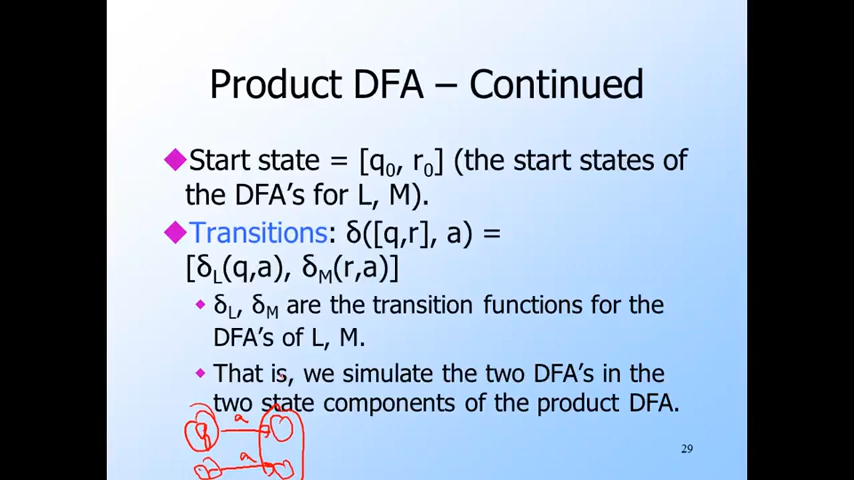 Product DFA – Continued
Start state = [q₀, r₀] (the start states of
the DFA's for L, M).
Transitions: δ([q,r], a) =
[δL(q,a), δM(r,a)]
δL, δM are the transition functions for the
DFA's of L, M.
That is, we simulate the two DFA's in the
two state components of the product DFA.
q a
a
29